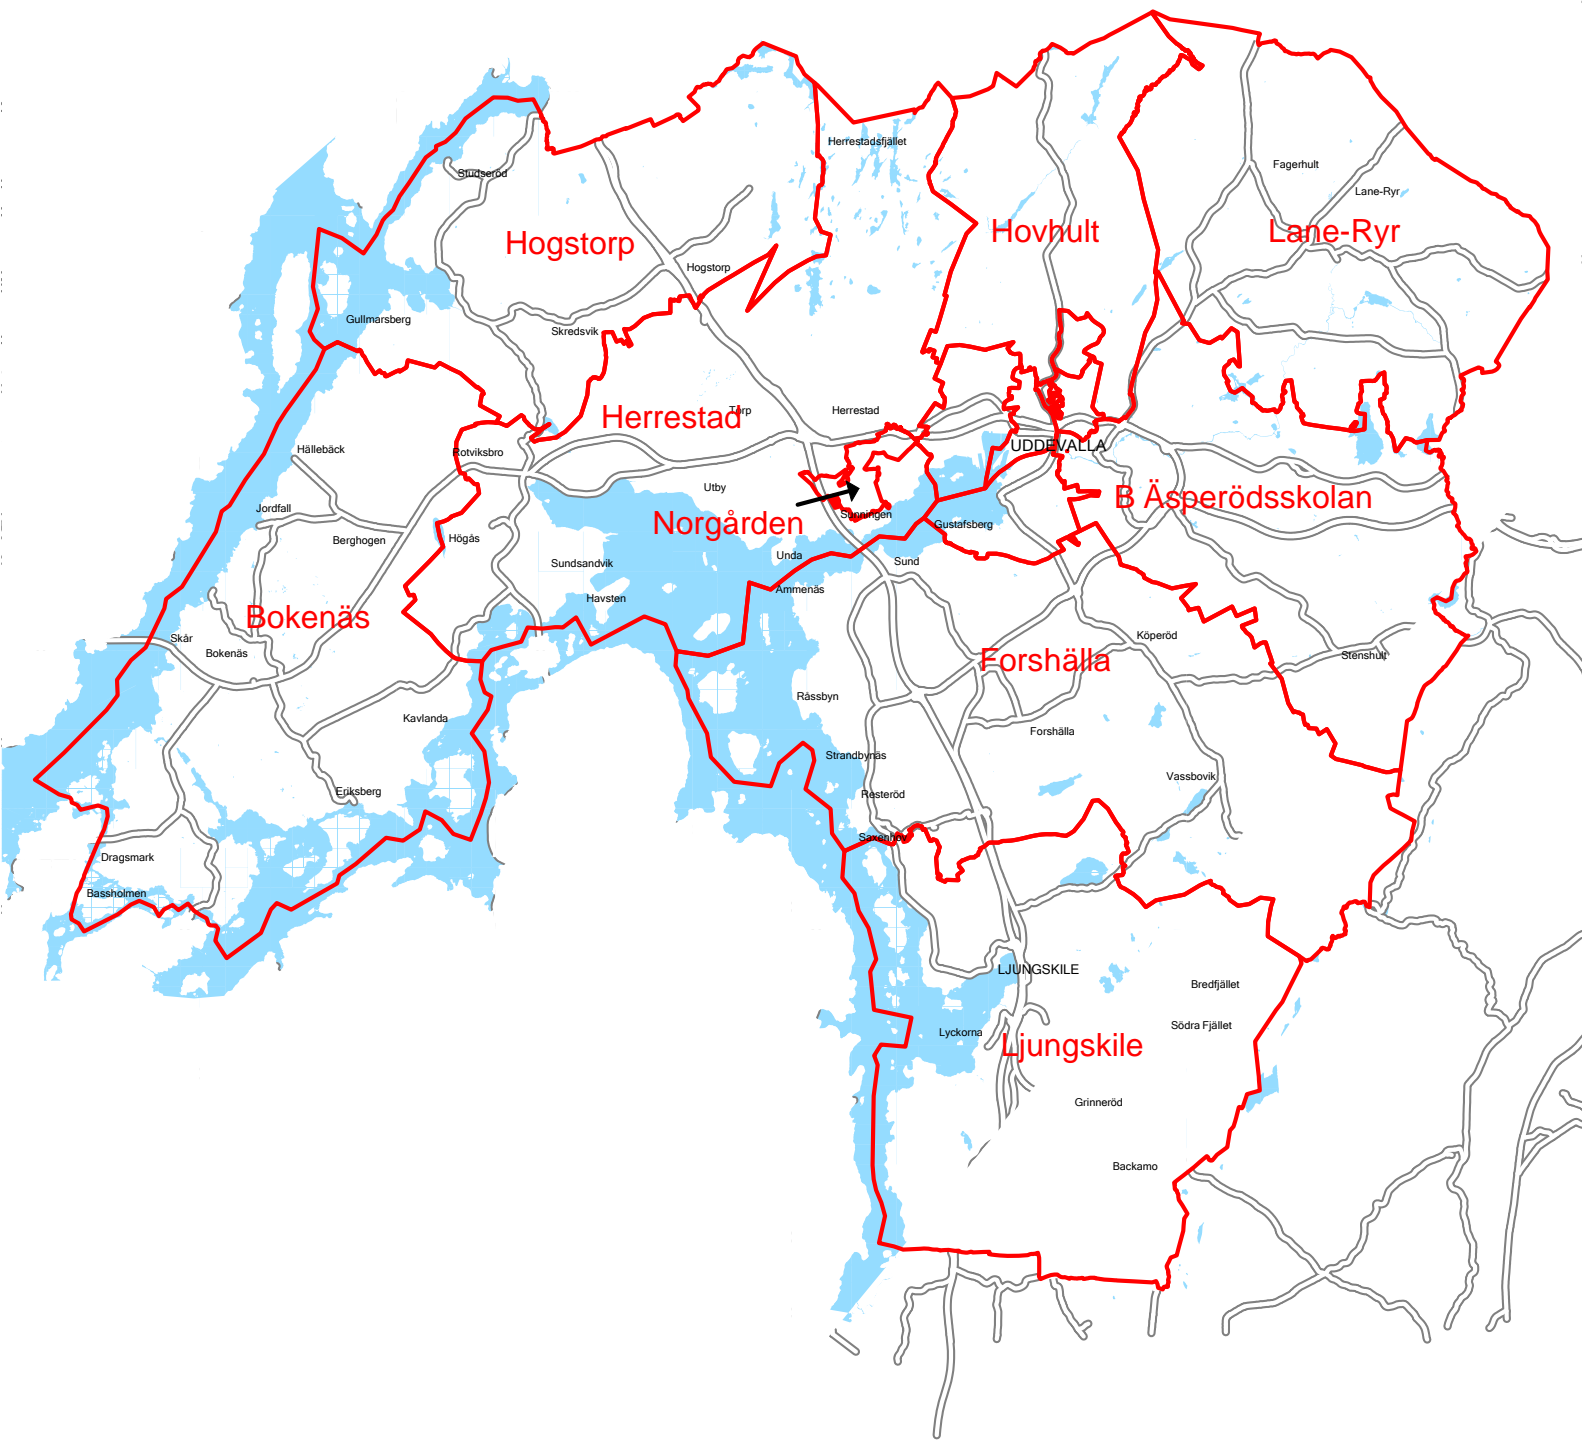 Herrestadsfjället
Fagerhult
Studseröd
Lane-Ryr
Hogstorp
Hovhult
Lane-Ryr
Hogstorp
Gullmarsberg
Skredsvik
Herrestad
Torp
Herrestad
UDDEVALLA
Hällebäck
Rotviksbro
Utby
Norgården
B Äsperödsskolan
Jordfall
Sunningen
Gustafsberg
Berghogen
Högås
Unda
Sundsandvik
Sund
Ammenäs
Havsten
Bokenäs
Skår
Bokenäs
Köperöd
Forshälla
Stenshult
Råssbyn
Kavlanda
Forshälla
Strandbynäs
Vassbovik
Eriksberg
Resteröd
Saxenhov
Dragsmark
Bassholmen
LJUNGSKILE
Bredfjället
Södra Fjället
Lyckorna
Ljungskile
Grinneröd
Backamo